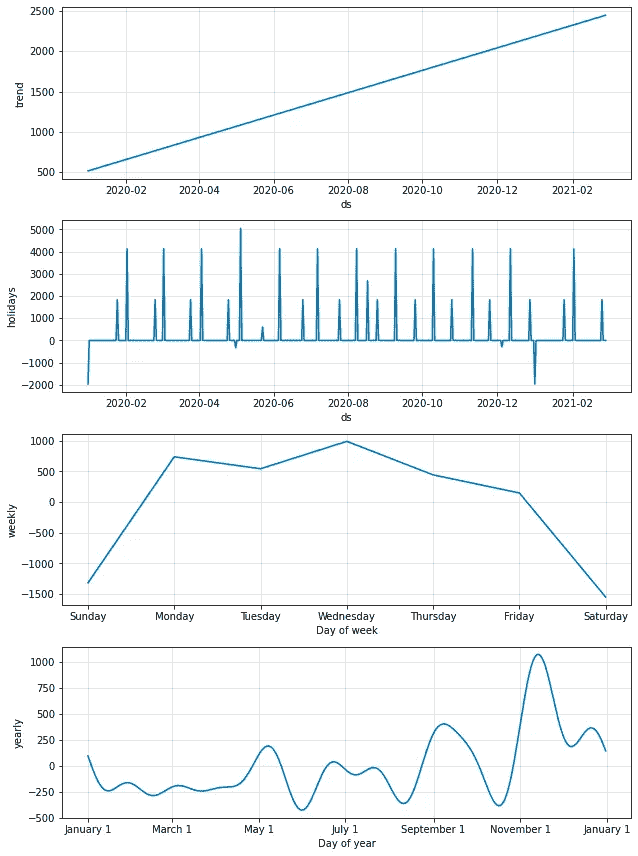 2500
2000
1500
1000
500
trend
2020-02 2020-04 2020-06 2020-08 2020-10 2020-12 2021-02
ds
5000
4000
3000
2000
1000
0
−1000
−2000
holidays
2020-02 2020-04 2020-06 2020-08 2020-10 2020-12 2021-02
ds
1000
500
0
−500
−1000
−1500
weekly
Sunday Monday Tuesday Wednesday Thursday Friday Saturday
Day of week
1000
750
500
250
0
−250
−500
yearly
January 1 March 1 May 1 July 1 September 1 November 1 January 1
Day of year